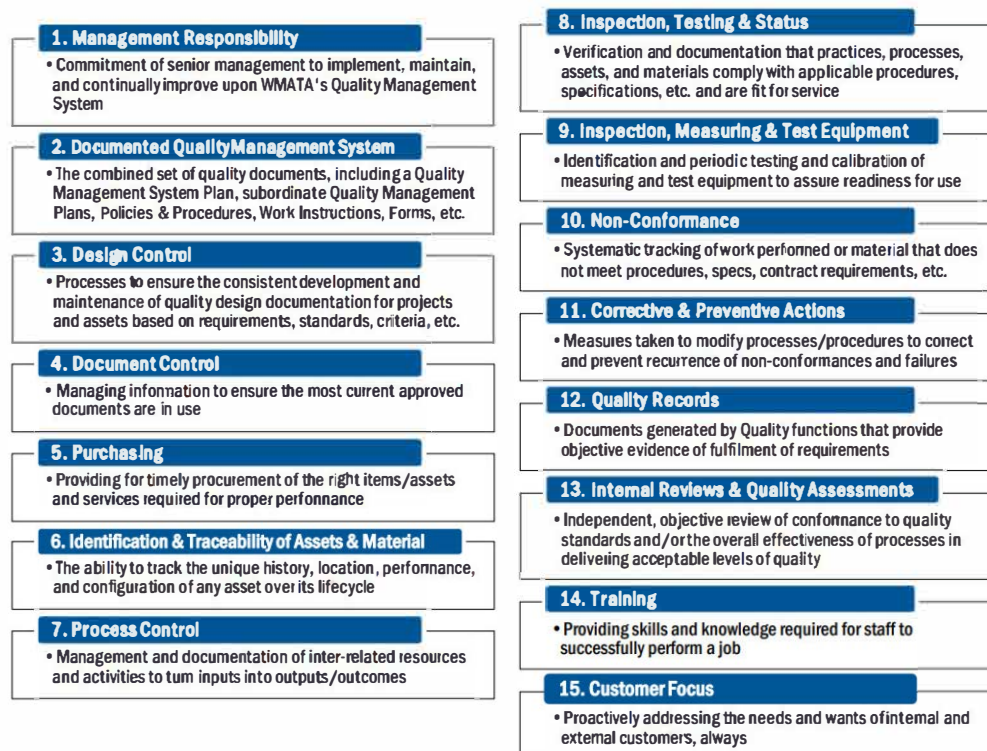 1. Management Responsibility
• Commitment of senior management to implement, maintain,
and continually improve upon WMATA's Quality Management
System
2. Documented Quality Management System
• The combined set of quality documents, including a Quality
Management System Plan, subordinate Quality Management
Plans, Policies & Procedures, Work Instructions, Forms, etc.
3. Design Control
• Processes to ensure the consistent development and
maintenance of quality design documentation for projects
and assets based on requirements, standards, criteria, etc.
4. Document Control
• Managing information to ensure the most current approved
documents are in use
5. Purchasing
• Providing for timely procurement of the right items/assets
and services required for proper perfonnance
6. Identification & Traceability of Assets & Material
• The ability to track the unique history, location, perfonnance,
and configuration of any asset over its lifecycle
7. Process Control
• Management and documentation of inter-related resources
and activities to tum inputs into outputs/outcomes
8. Inspection, Testing & Status
• Verification and documentation that practices, processes,
assets, and materials comply with applicable procedures,
specifications, etc. and are fit for service
9. Inspection, Measuring & Test Equipment
• Identification and periodic testing and calibration of
measuring and test equipment to assure readiness for use
10. Non-Conformance
• Systematic tracking of work perfonned or material that does
not meet procedures, specs, contract requirements, etc.
11. Corrective & Preventive Actions
• Measures taken to modify processes/procedures to correct
and prevent recurrence of non-conformances and failures
12. Quality Records
• Documents generated by Quality functions that provide
objective evidence of fulfilment of requirements
13. Internal Reviews & Quality Assessments
• Independent, objective review of confonnance to quality
standards and/or the overall effectiveness of processes in
delivering acceptable levels of quality
14. Training
• Providing skills and knowledge required for staff to
successfully perform a job
15. Customer Focus
• Proactively addressing the needs and wants of intemal and
external customers, always